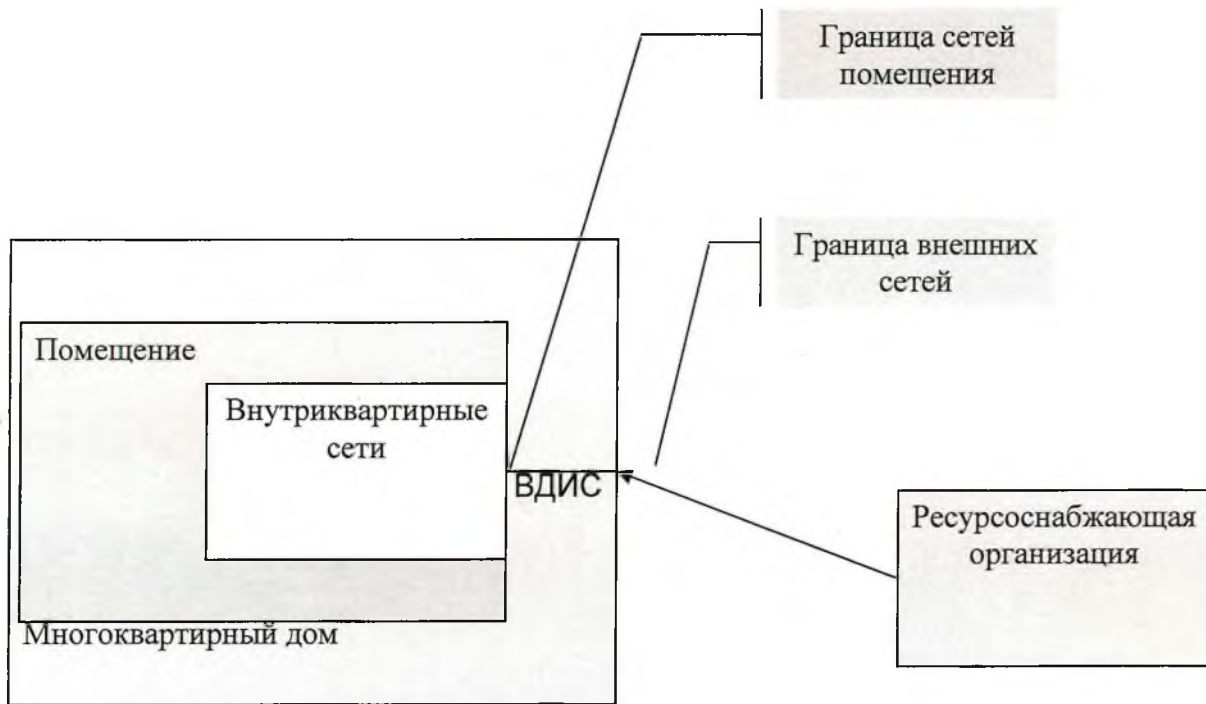 Граница сетей
помещения
Граница внешних
сетей
Помещение
Внутриквартирные
сети
ВДИС
Ресурсоснабжающая
организация
Многоквартирный дом